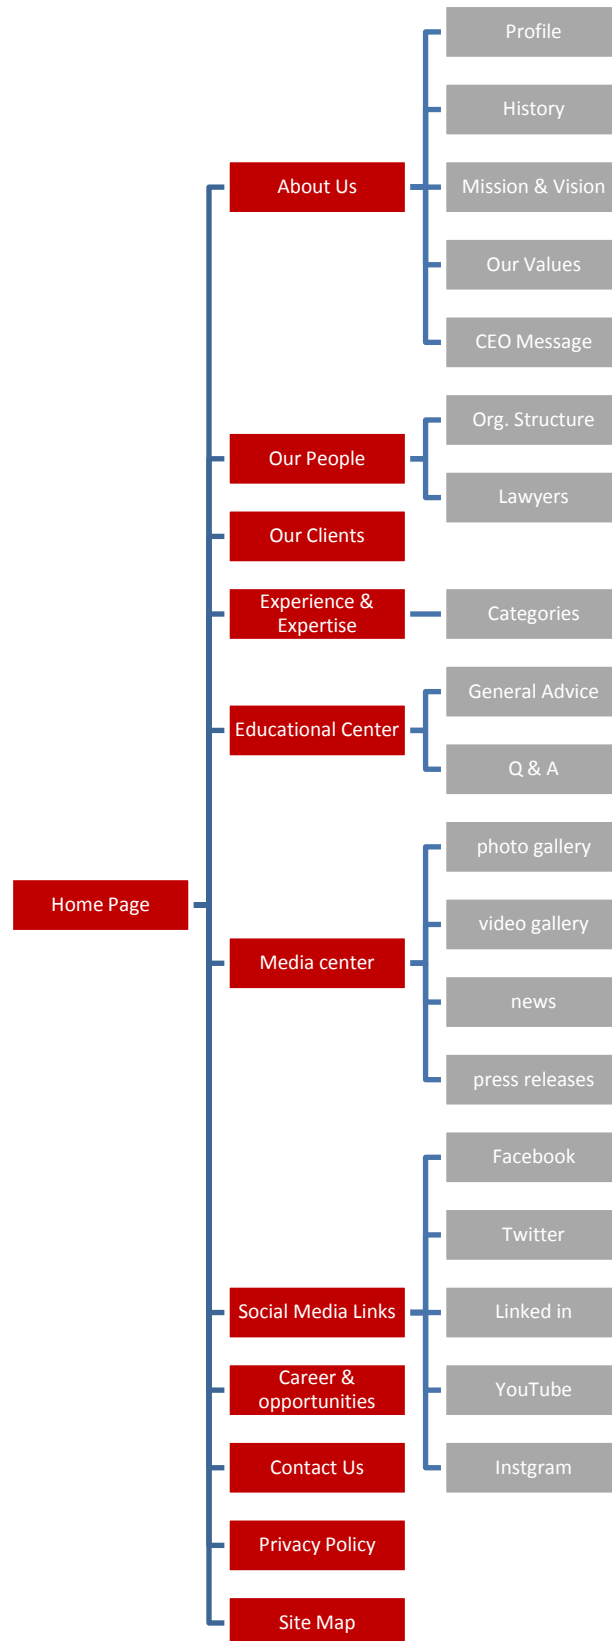 Home Page
About Us
Profile
History
Mission & Vision
Our Values
CEO Message
Our People
Org. Structure
Lawyers
Our Clients
Experience &
Expertise
Categories
Educational Center
General Advice
Q & A
Media center
photo gallery
video gallery
news
press releases
Social Media Links
Facebook
Twitter
Linked in
YouTube
Instgram
Career &
opportunities
Contact Us
Privacy Policy
Site Map